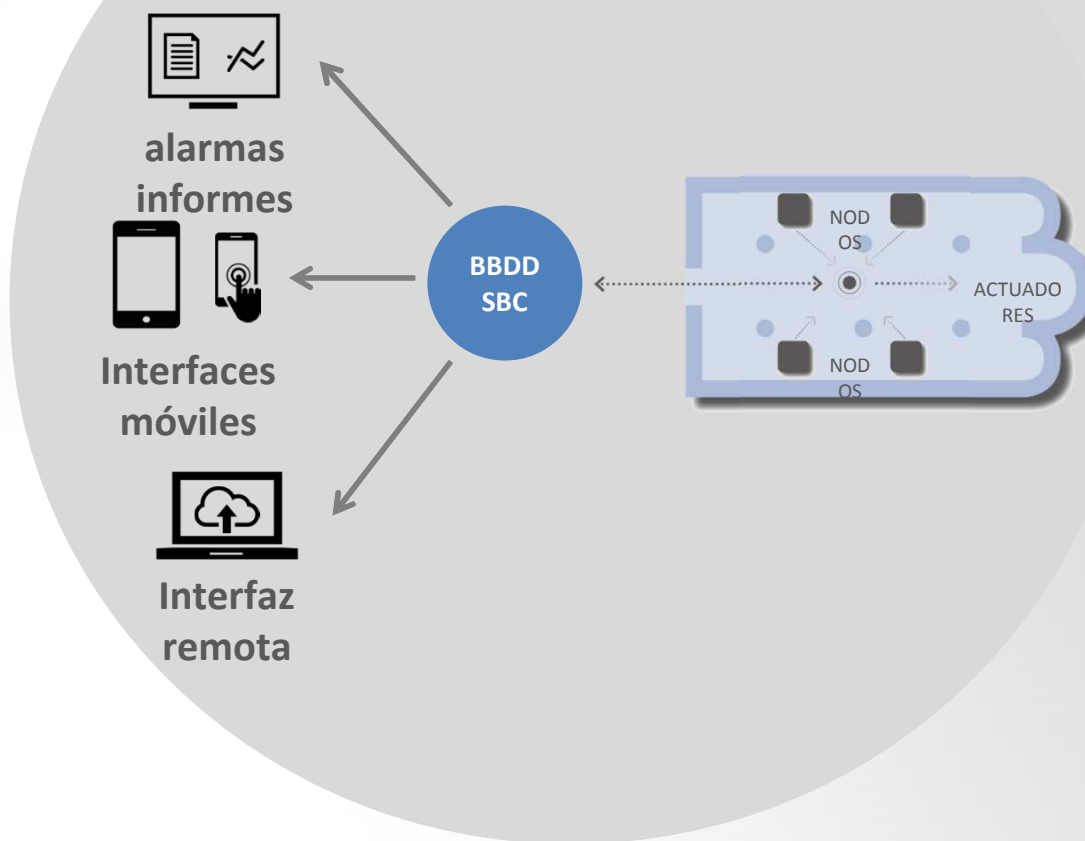 alarmas
informes
Interfaces
móviles
Interfaz
remota
BBDD
SBC
NOD
OS
ACTUADO
RES
NOD
OS